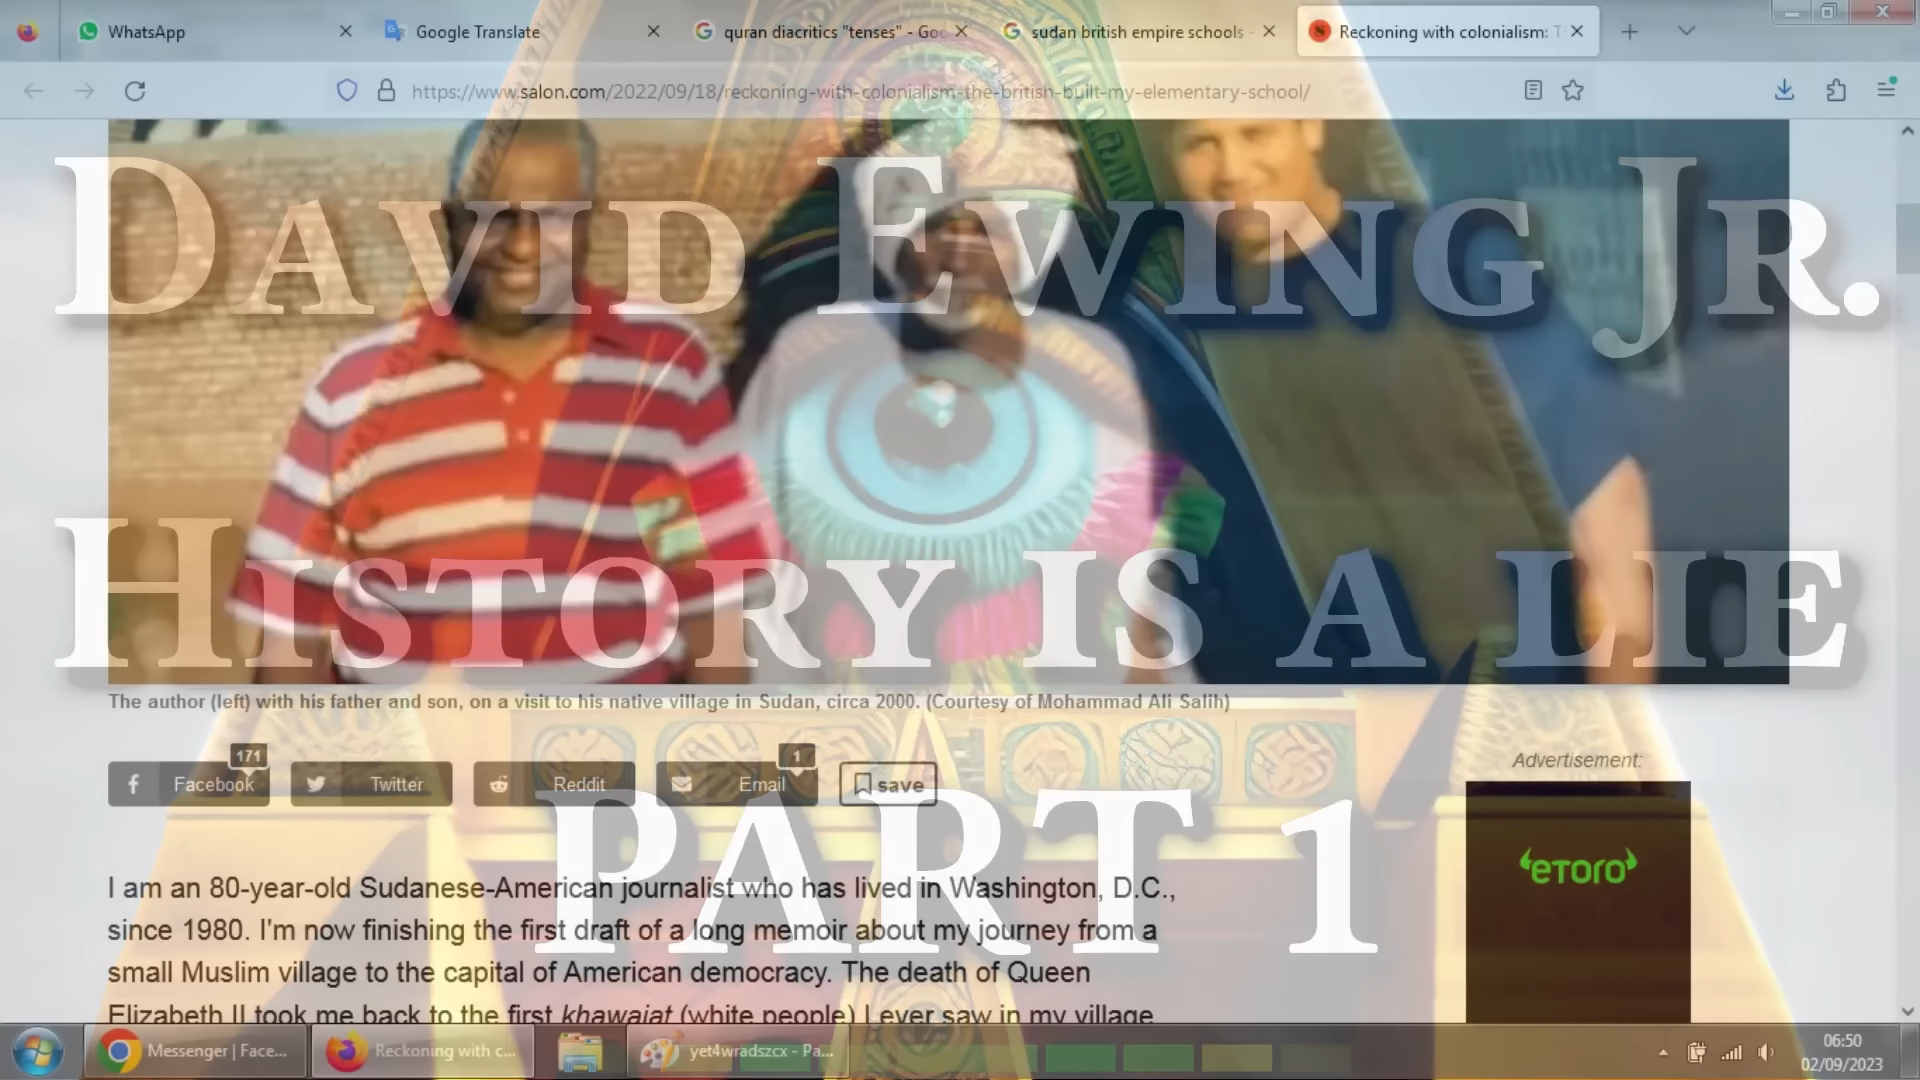 WhatsApp
Google Translate
quran diacritics "tenses" - Goo
sudan british empire schools -
Reckoning with colonialism: T
https://www.salon.com/2022/09/18/reckoning-with-colonialism-the-british-built-my-elementary-school/
David Ewing Jr.
History is a lie
The author (left) with his father and son, on a visit to his native village in Sudan, circa 2000. (Courtesy of Mohammad Ali Salih)
171
1
Facebook
Twitter
Reddit
Email
save
Advertisement:
PART 1
eToro
I am an 80-year-old Sudanese-American journalist who has lived in Washington, D.C.,
since 1980. I'm now finishing the first draft of a long memoir about my journey from a
small Muslim village to the capital of American democracy. The death of Queen
Elizabeth II took me back to the first khawajat (white people) I ever saw in my village
Messenger | Face...
Reckoning with c...
yet4wradszcx - Pa...
06:50
02/09/2023